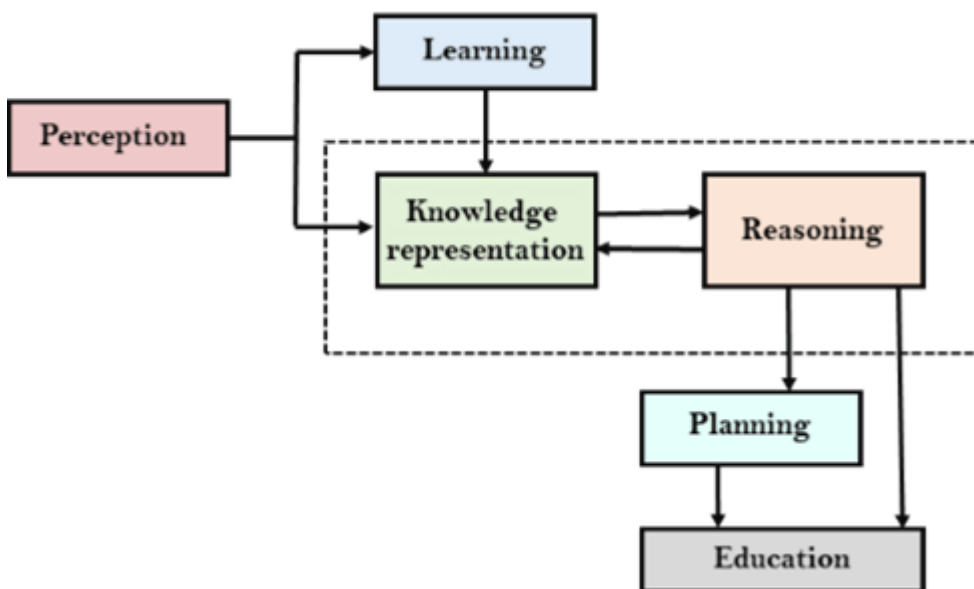 Learning
Perception
Knowledge
representation
Reasoning
Planning
Education